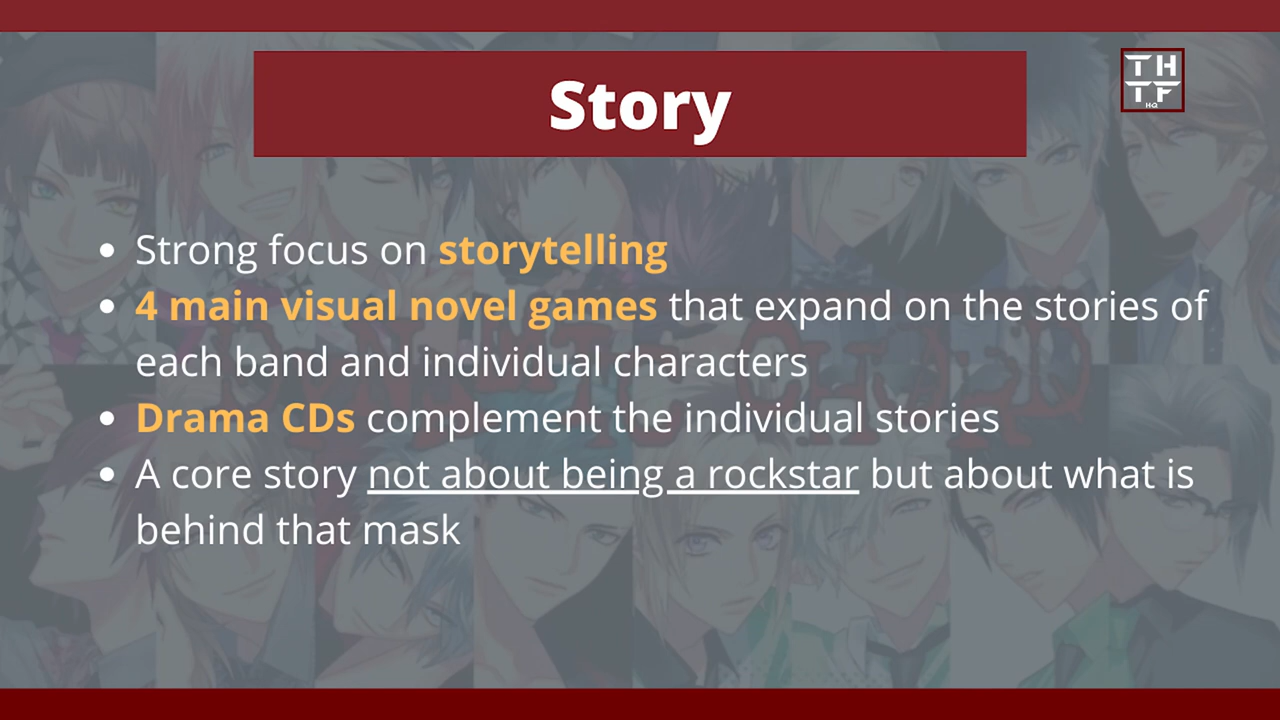 Story
TH
TF
HQ
• Strong focus on storytelling
• 4 main visual novel games that expand on the stories of
each band and individual characters
• Drama CDs complement the individual stories
• A core story not about being a rockstar but about what is
behind that mask